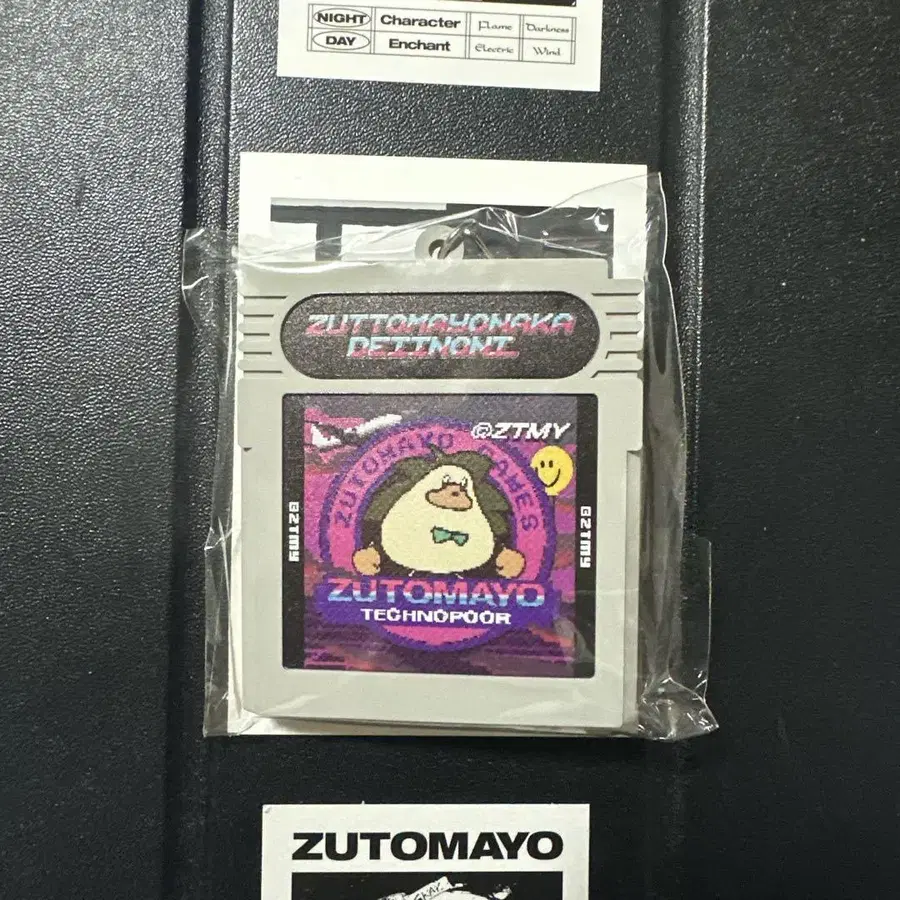 NIGHT Character Flame Darkness
DAY Enchant Electric Wind
ZUTTOMAYONAKA
DEIINONI
©ZTMY
ZUTOMAYO GAMES
©ZTMY
©ZTMY
ZUTOMAYO
TECHNOPOOR
ZUTOMAYO